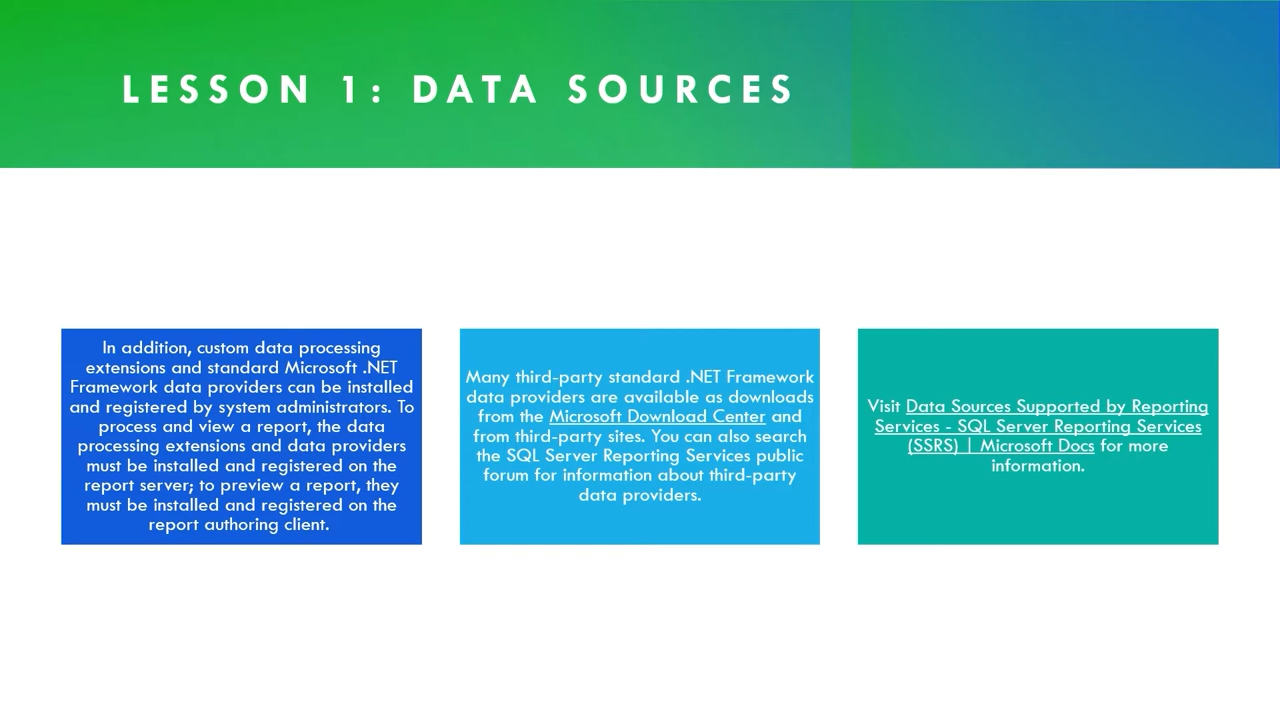 LESSON 1: DATA SOURCES
In addition, custom data processing
extensions and standard Microsoft .NET
Framework data providers can be installed
and registered by system administrators. To
process and view a report, the data
processing extensions and data providers
must be installed and registered on the
report server; to preview a report, they
must be installed and registered on the
report authoring client.
Many third-party standard .NET Framework
data providers are available as downloads
from the Microsoft Download Center and
from third-party sites. You can also search
the SQL Server Reporting Services public
forum for information about third-party
data providers.
Visit Data Sources Supported by Reporting
Services - SQL Server Reporting Services
(SSRS) | Microsoft Docs for more
information.